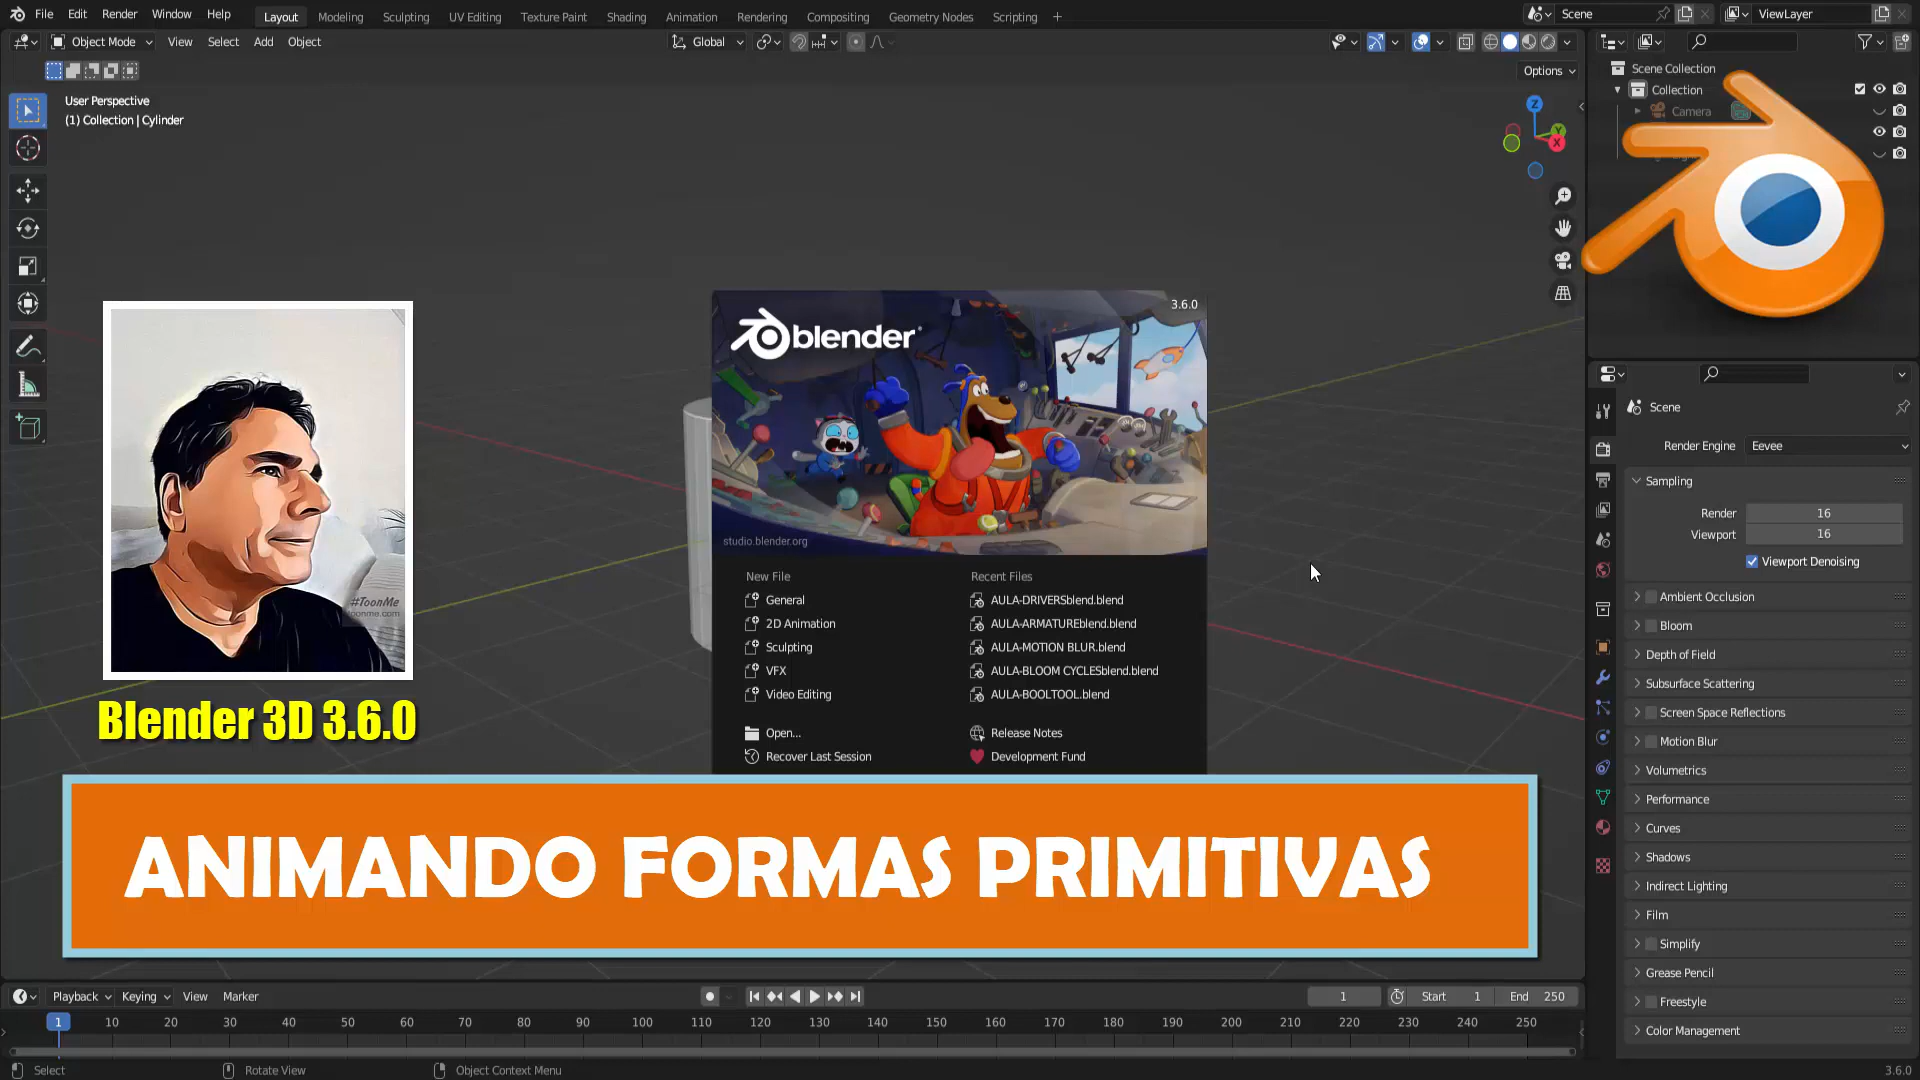 File Edit Render Window Help Layout Modeling Sculpting UV Editing Texture Paint Shading Animation Rendering Compositing Geometry Nodes Scripting + Scene ViewLayer
Object Mode View Select Add Object Global
Options
User Perspective
(1) Collection | Cylinder
Z
Y
X
Scene Collection
Collection
Camera
blender
3.6.0
studio.blender.org
New File
General
2D Animation
Sculpting
VFX
Video Editing
Open...
Recover Last Session
Recent Files
AULA-DRIVERSblend.blend
AULA-ARMATUREblend.blend
AULA-MOTION BLUR.blend
AULA-BLOOM CYCLESblend.blend
AULA-BOOLTOOL.blend
Release Notes
Development Fund
#ToonMe
toonme.com
Blender 3D 3.6.0
ANIMANDO FORMAS PRIMITIVAS
Scene
Render Engine Eevee
Sampling
Render 16
Viewport 16
Viewport Denoising
Ambient Occlusion
Bloom
Depth of Field
Subsurface Scattering
Screen Space Reflections
Motion Blur
Volumetrics
Performance
Curves
Shadows
Indirect Lighting
Film
Simplify
Grease Pencil
Freestyle
Color Management
Playback Keying View Marker 1 Start 1 End 250
1 10 20 30 40 50 60 70 80 90 100 110 120 130 140 150 160 170 180 190 200 210 220 230 240 250
Select Rotate View Object Context Menu 3.6.0